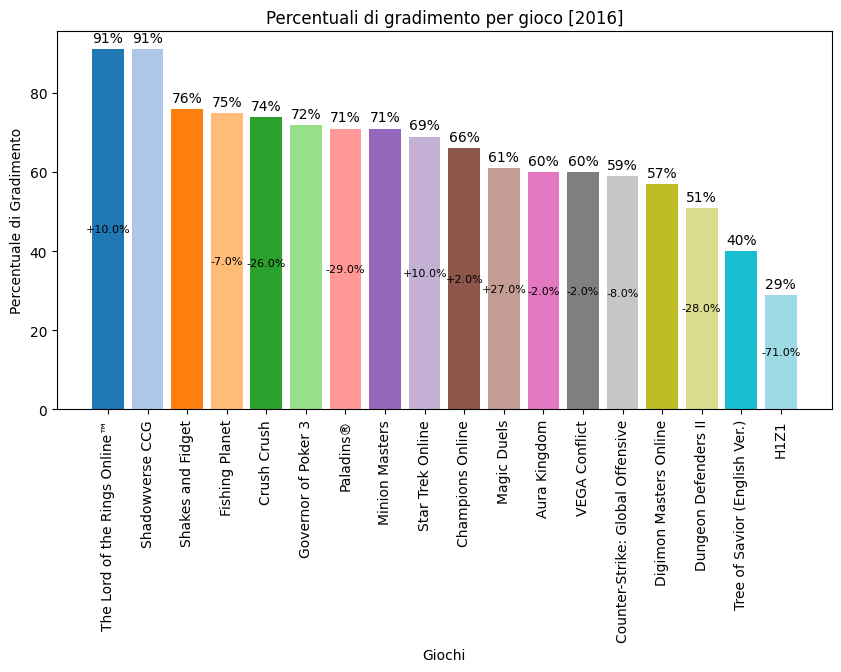 Percentuali di gradimento per gioco [2016]
91%
91%
76%
75%
74%
72%
71%
71%
69%
66%
61%
60%
60%
59%
57%
51%
40%
29%
+10.0%
-7.0%
-26.0%
-29.0%
+10.0%
+2.0%
+27.0%
-2.0%
-2.0%
-8.0%
-28.0%
-71.0%
80
60
40
20
0
Percentuale di Gradimento
The Lord of the Rings Online™
Shadowverse CCG
Shakes and Fidget
Fishing Planet
Crush Crush
Governor of Poker 3
Paladins®
Minion Masters
Star Trek Online
Champions Online
Magic Duels
Aura Kingdom
VEGA Conflict
Counter-Strike: Global Offensive
Digimon Masters Online
Dungeon Defenders II
Tree of Savior (English Ver.)
H1Z1
Giochi